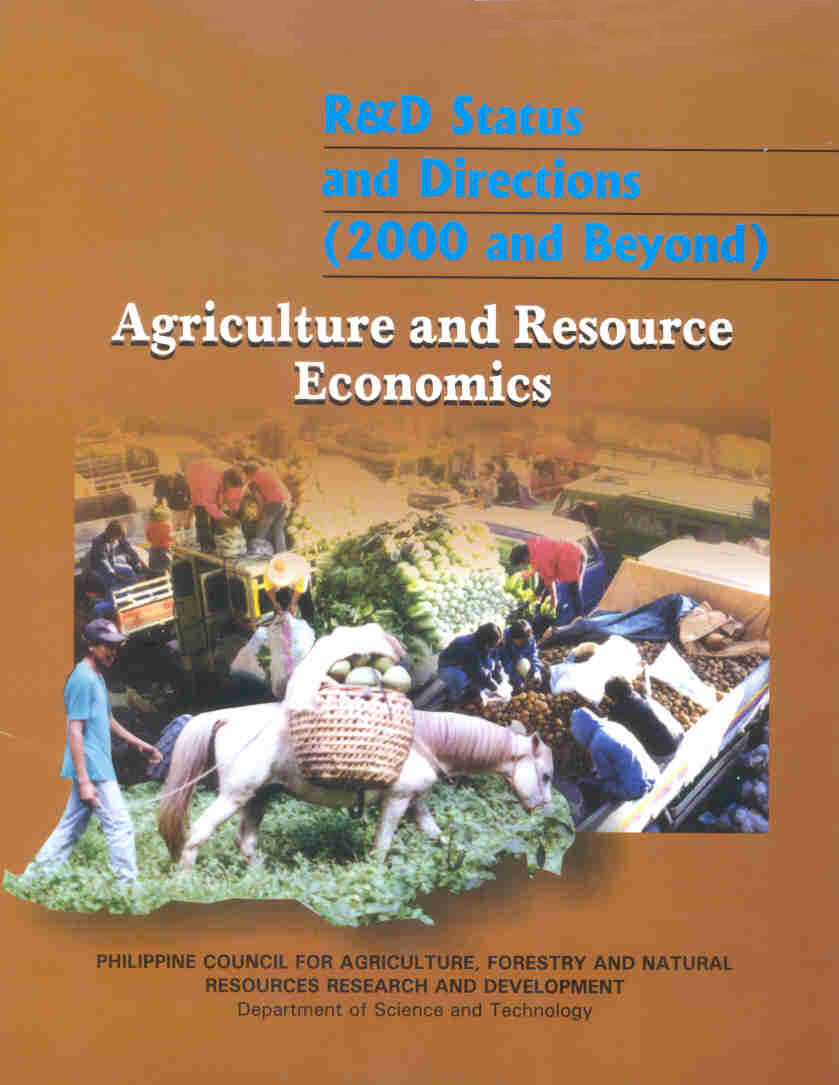 R&D Status
and Directions
(2000 and Beyond)
Agriculture and Resource
Economics
PHILIPPINE COUNCIL FOR AGRICULTURE, FORESTRY AND NATURAL
RESOURCES RESEARCH AND DEVELOPMENT
Department of Science and Technology